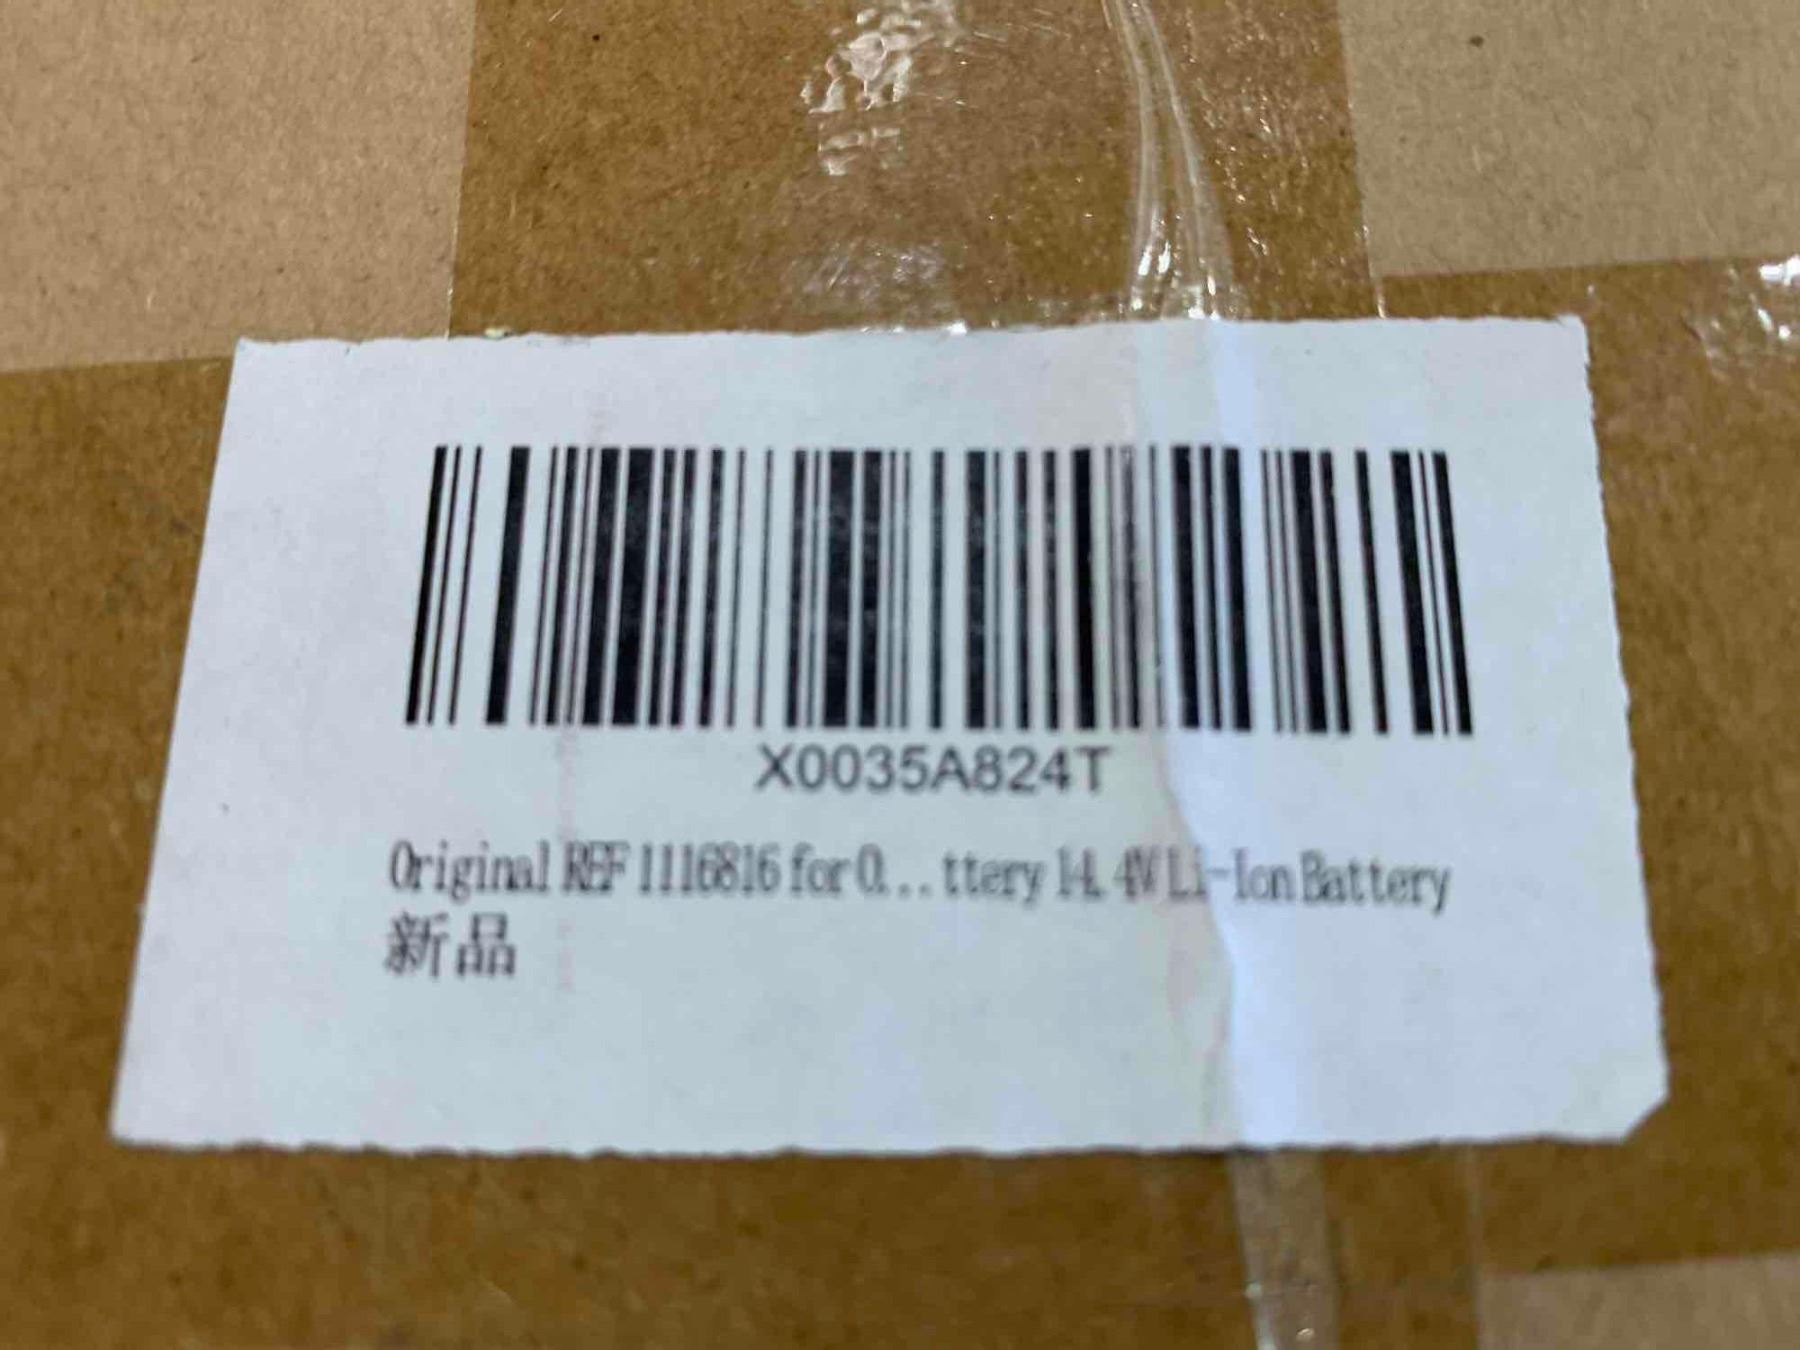 X0035A824T
Original REF 1116816 for O...ttery 14.4V Li-Ion Battery
新品